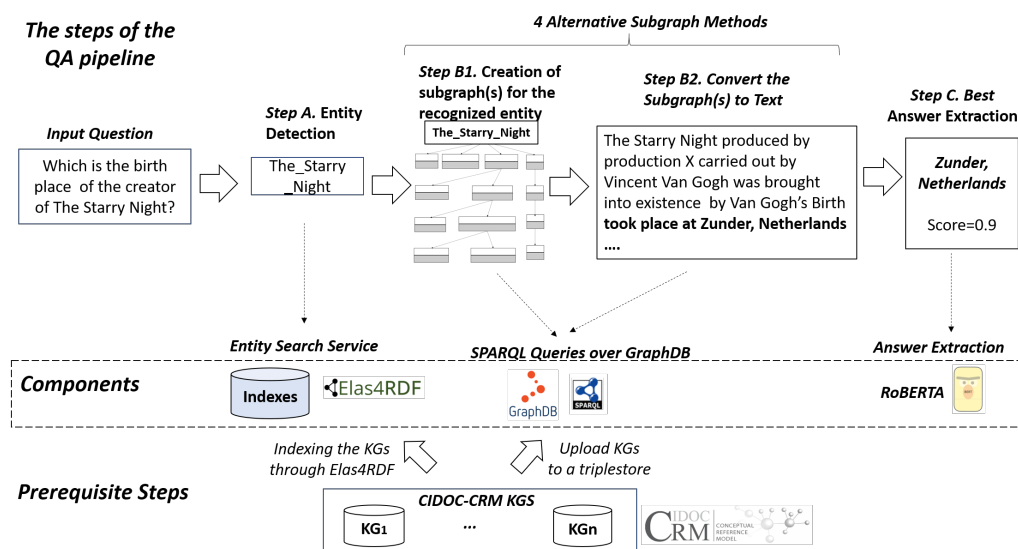 The steps of the
QA pipeline
4 Alternative Subgraph Methods
Input Question
Which is the birth
place of the creator
of The Starry Night?
Step A. Entity
Detection
The_Starry
_Night
Step B1. Creation of
subgraph(s) for the
recognized entity
The_Starry_Night
Step B2. Convert the
Subgraph(s) to Text
The Starry Night produced by
production X carried out by
Vincent Van Gogh was brought
into existence by Van Gogh's Birth
took place at Zunder, Netherlands
....
Step C. Best
Answer Extraction
Zunder,
Netherlands
Score=0.9
Components
Entity Search Service
Indexes
Elas4RDF
SPARQL Queries over GraphDB
GraphDB
SPARQL
Answer Extraction
RoBERTA
Prerequisite Steps
Indexing the KGs
through Elas4RDF
Upload KGs
to a triplestore
CIDOC-CRM KGS
KG1
...
KGn
CIDOC
CRM
CONCEPTUAL
REFERENCE
MODEL